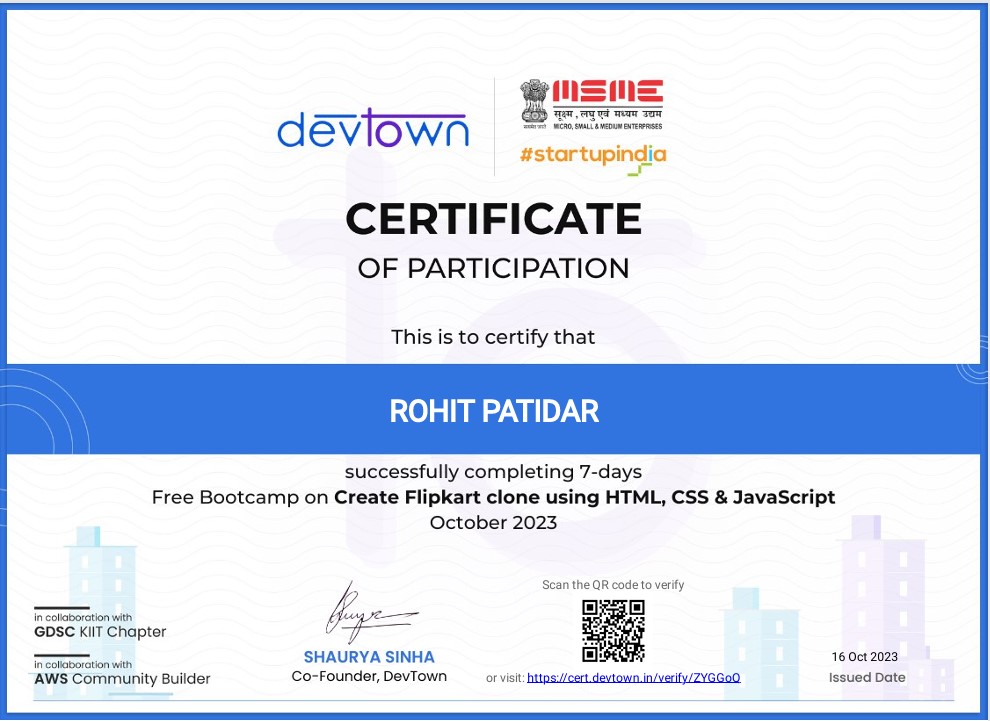 devtown
MSME
सूक्ष्म, लघु एवं मध्यम उद्यम
MICRO, SMALL & MEDIUM ENTERPRISES
#startupindia
CERTIFICATE
OF PARTICIPATION
This is to certify that
ROHIT PATIDAR
successfully completing 7-days
Free Bootcamp on Create Flipkart clone using HTML, CSS & JavaScript
October 2023
in collaboration with
GDSC KIIT Chapter
in collaboration with
AWS Community Builder
SHAURYA SINHA
Co-Founder, DevTown
Scan the QR code to verify
or visit: https://cert.devtown.in/verify/ZYGGoQ
16 Oct 2023
Issued Date